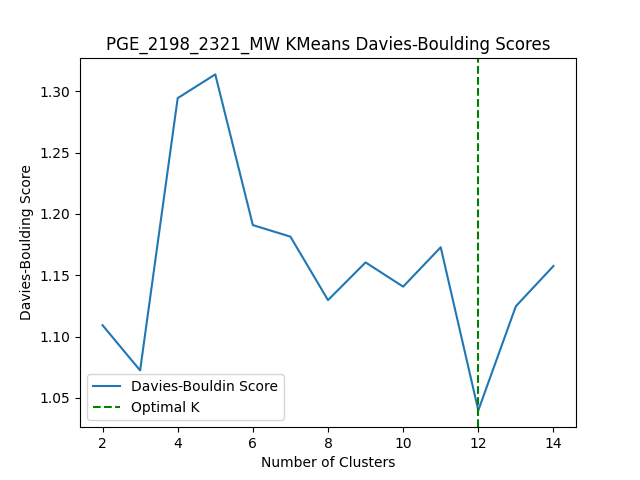 PGE_2198_2321_MW KMeans Davies-Boulding Scores
Davies-Boulding Score
1.30
1.25
1.20
1.15
1.10
1.05
Davies-Bouldin Score
Optimal K
2 4 6 8 10 12 14
Number of Clusters